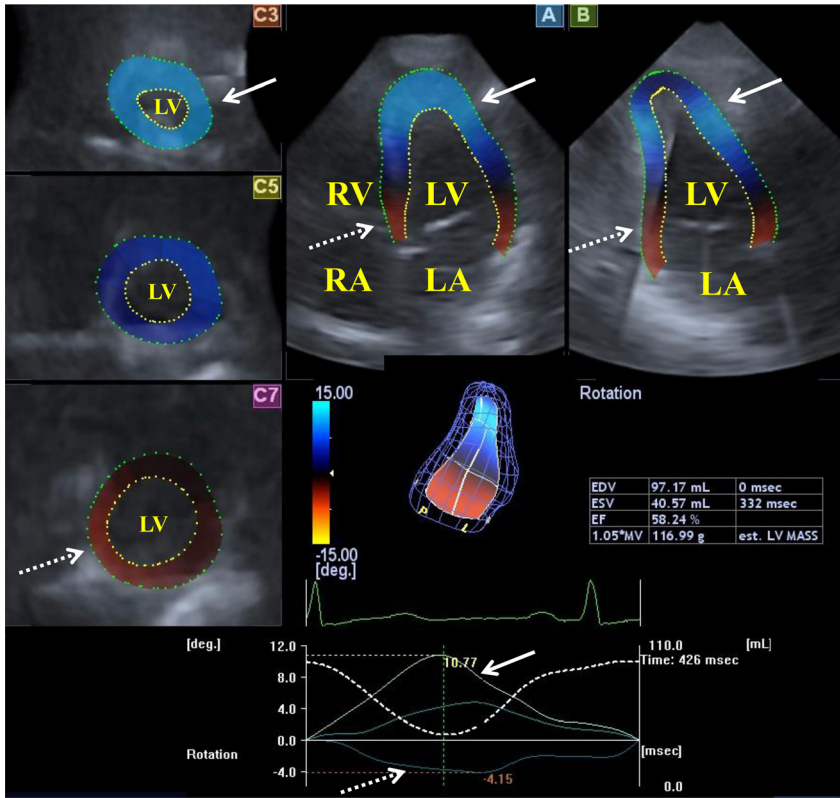 C3
LV
C5
LV
C7
LV
A
RV LV
RA LA
B
LV
LA
15.00
-15.00
[deg.]
P L
Rotation
EDV 97.17 mL 0 msec
ESV 40.57 mL 332 msec
EF 58.24 %
1.05*MV 116.99 g est. LV MASS
[deg.] 12.0 110.0 [mL]
10.77 Time: 426 msec
8.0
4.0
Rotation 0.0 [msec]
-4.0 -4.15
0.0